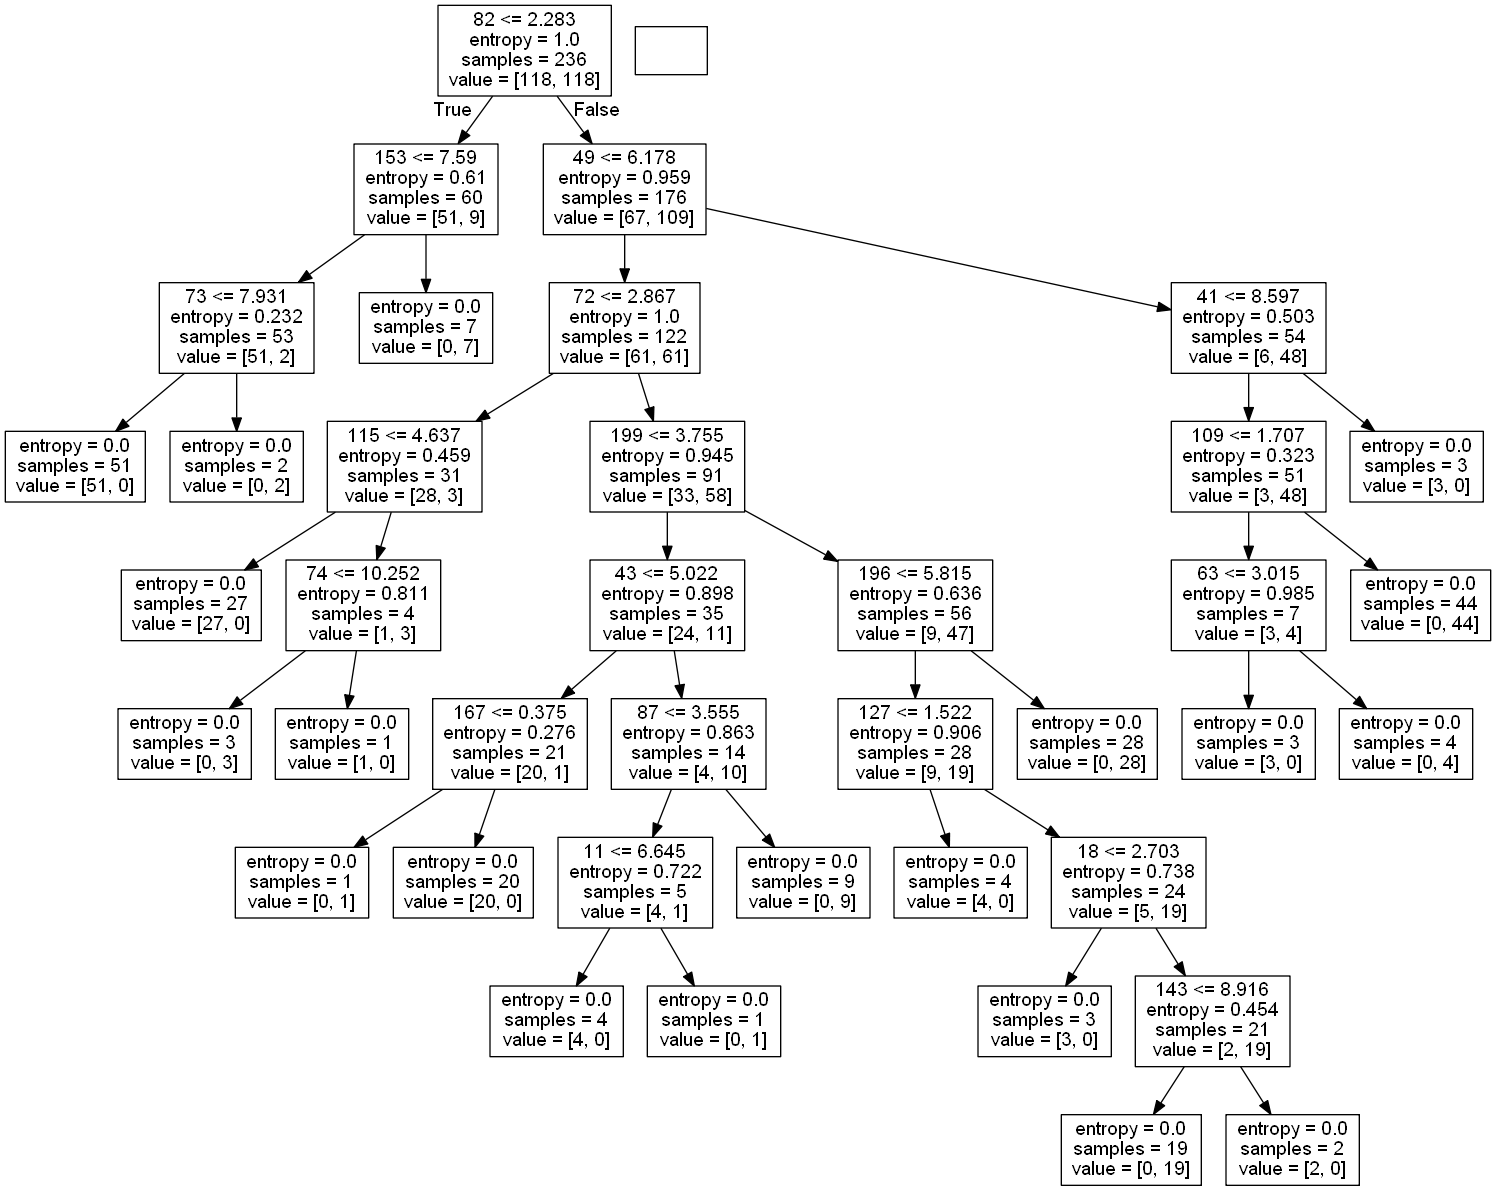 82 <= 2.283
entropy = 1.0
samples = 236
value = [118, 118]
True
False
153 <= 7.59
entropy = 0.61
samples = 60
value = [51, 9]
49 <= 6.178
entropy = 0.959
samples = 176
value = [67, 109]
73 <= 7.931
entropy = 0.232
samples = 53
value = [51, 2]
entropy = 0.0
samples = 7
value = [0, 7]
72 <= 2.867
entropy = 1.0
samples = 122
value = [61, 61]
41 <= 8.597
entropy = 0.503
samples = 54
value = [6, 48]
entropy = 0.0
samples = 51
value = [51, 0]
entropy = 0.0
samples = 2
value = [0, 2]
115 <= 4.637
entropy = 0.459
samples = 31
value = [28, 3]
199 <= 3.755
entropy = 0.945
samples = 91
value = [33, 58]
109 <= 1.707
entropy = 0.323
samples = 51
value = [3, 48]
entropy = 0.0
samples = 3
value = [3, 0]
entropy = 0.0
samples = 27
value = [27, 0]
74 <= 10.252
entropy = 0.811
samples = 4
value = [1, 3]
43 <= 5.022
entropy = 0.898
samples = 35
value = [24, 11]
196 <= 5.815
entropy = 0.636
samples = 56
value = [9, 47]
63 <= 3.015
entropy = 0.985
samples = 7
value = [3, 4]
entropy = 0.0
samples = 44
value = [0, 44]
entropy = 0.0
samples = 3
value = [0, 3]
entropy = 0.0
samples = 1
value = [1, 0]
167 <= 0.375
entropy = 0.276
samples = 21
value = [20, 1]
87 <= 3.555
entropy = 0.863
samples = 14
value = [4, 10]
127 <= 1.522
entropy = 0.906
samples = 28
value = [9, 19]
entropy = 0.0
samples = 28
value = [0, 28]
entropy = 0.0
samples = 3
value = [3, 0]
entropy = 0.0
samples = 4
value = [0, 4]
entropy = 0.0
samples = 1
value = [0, 1]
entropy = 0.0
samples = 20
value = [20, 0]
11 <= 6.645
entropy = 0.722
samples = 5
value = [4, 1]
entropy = 0.0
samples = 9
value = [0, 9]
entropy = 0.0
samples = 4
value = [4, 0]
18 <= 2.703
entropy = 0.738
samples = 24
value = [5, 19]
entropy = 0.0
samples = 4
value = [4, 0]
entropy = 0.0
samples = 1
value = [0, 1]
entropy = 0.0
samples = 3
value = [3, 0]
143 <= 8.916
entropy = 0.454
samples = 21
value = [2, 19]
entropy = 0.0
samples = 19
value = [0, 19]
entropy = 0.0
samples = 2
value = [2, 0]